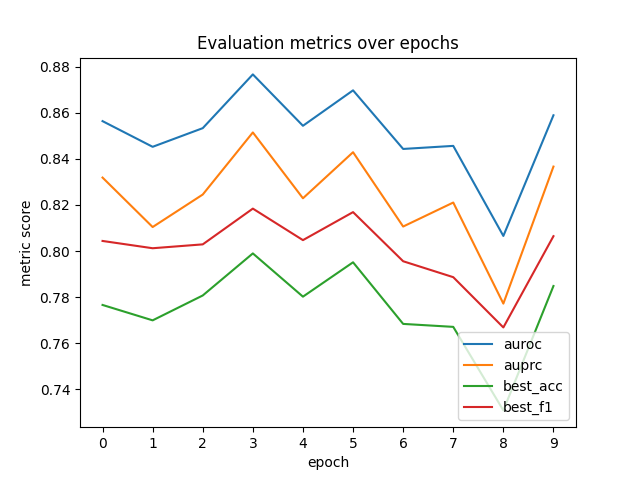 Evaluation metrics over epochs
metric score
0.88
0.86
0.84
0.82
0.80
0.78
0.76
0.74
auroc
auprc
best_acc
best_f1
0 1 2 3 4 5 6 7 8 9
epoch